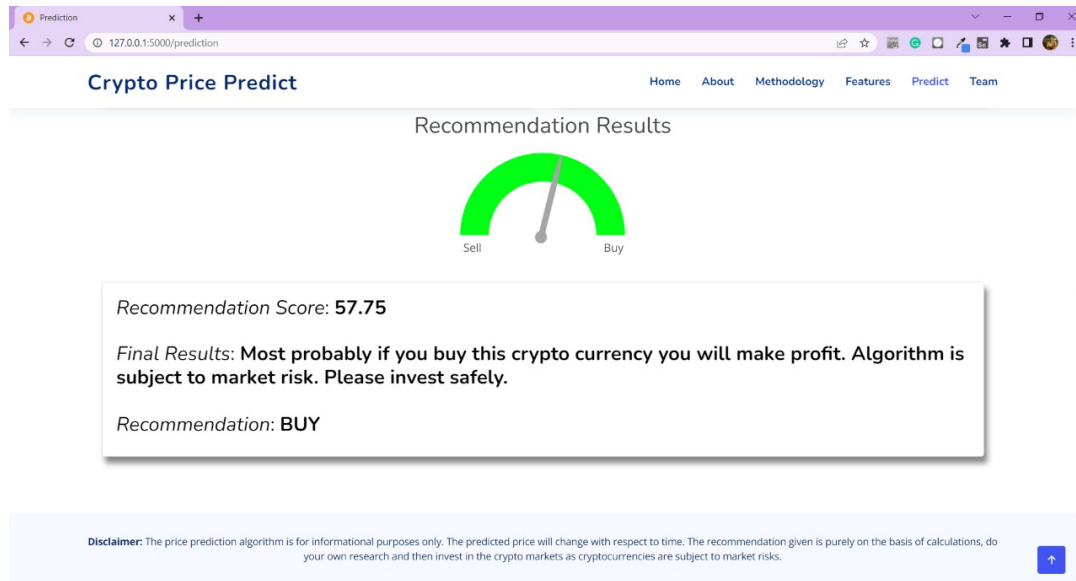 Prediction
127.0.0.1:5000/prediction
Crypto Price Predict
Home About Methodology Features Predict Team
Recommendation Results
Sell Buy
Recommendation Score: 57.75
Final Results: Most probably if you buy this crypto currency you will make profit. Algorithm is
subject to market risk. Please invest safely.
Recommendation: BUY
Disclaimer: The price prediction algorithm is for informational purposes only. The predicted price will change with respect to time. The recommendation given is purely on the basis of calculations, do
your own research and then invest in the crypto markets as cryptocurrencies are subject to market risks.